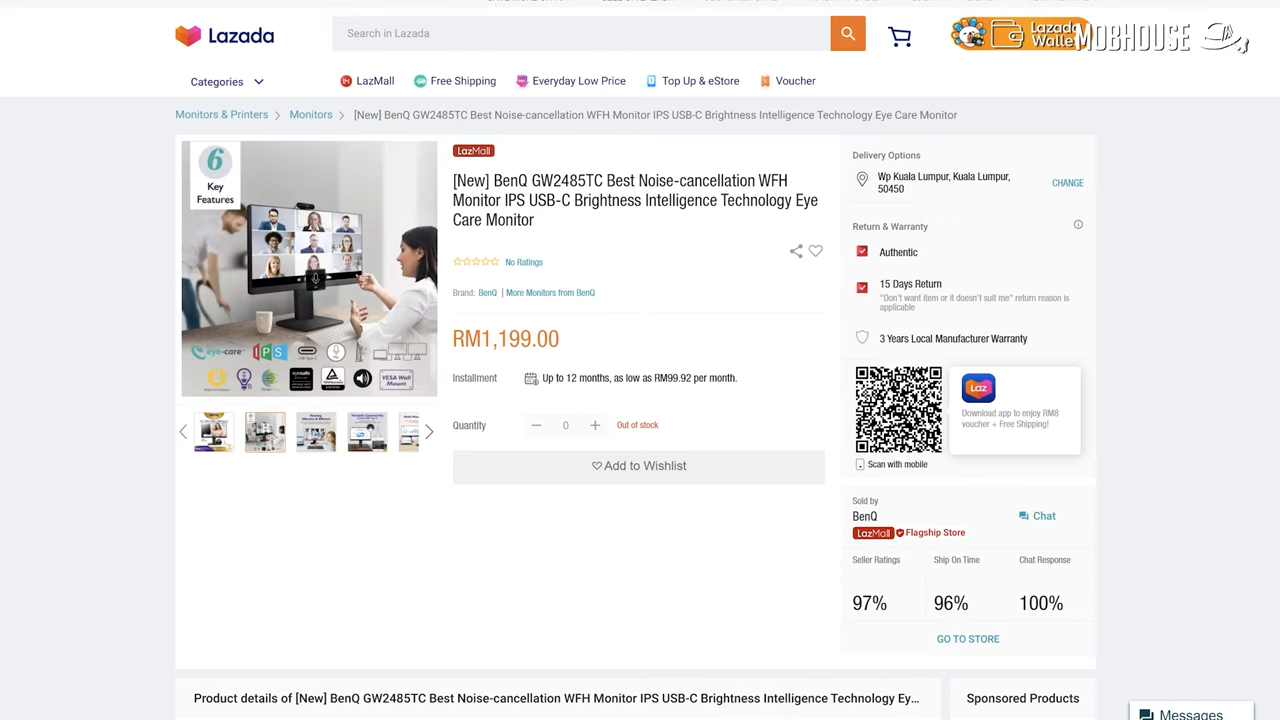 Lazada
Search in Lazada
Lazada
Wallet
MOBHOUSE
Categories
LazMall
Free Shipping
Everyday Low Price
Top Up & eStore
Voucher
Monitors & Printers
Monitors
[New] BenQ GW2485TC Best Noise-cancellation WFH Monitor IPS USB-C Brightness Intelligence Technology Eye Care Monitor
6
Key
Features
eye-care
IPS
VESA Wall
Mount
LazMall
[New] BenQ GW2485TC Best Noise-cancellation WFH
Monitor IPS USB-C Brightness Intelligence Technology Eye
Care Monitor
No Ratings
Brand: BenQ | More Monitors from BenQ
RM1,199.00
Installment
Up to 12 months, as low as RM99.92 per month.
Quantity
0
Out of stock
Add to Wishlist
Delivery Options
Wp Kuala Lumpur, Kuala Lumpur,
50450
CHANGE
Return & Warranty
Authentic
15 Days Return
"Don't want item or it doesn't suit me" return reason is
applicable
3 Years Local Manufacturer Warranty
Laz
Download app to enjoy RM8
voucher + Free Shipping!
Scan with mobile
Sold by
BenQ
Chat
LazMall Flagship Store
Seller Ratings
Ship On Time
Chat Response
97%
96%
100%
GO TO STORE
Product details of [New] BenQ GW2485TC Best Noise-cancellation WFH Monitor IPS USB-C Brightness Intelligence Technology Ey...
Sponsored Products
Messages